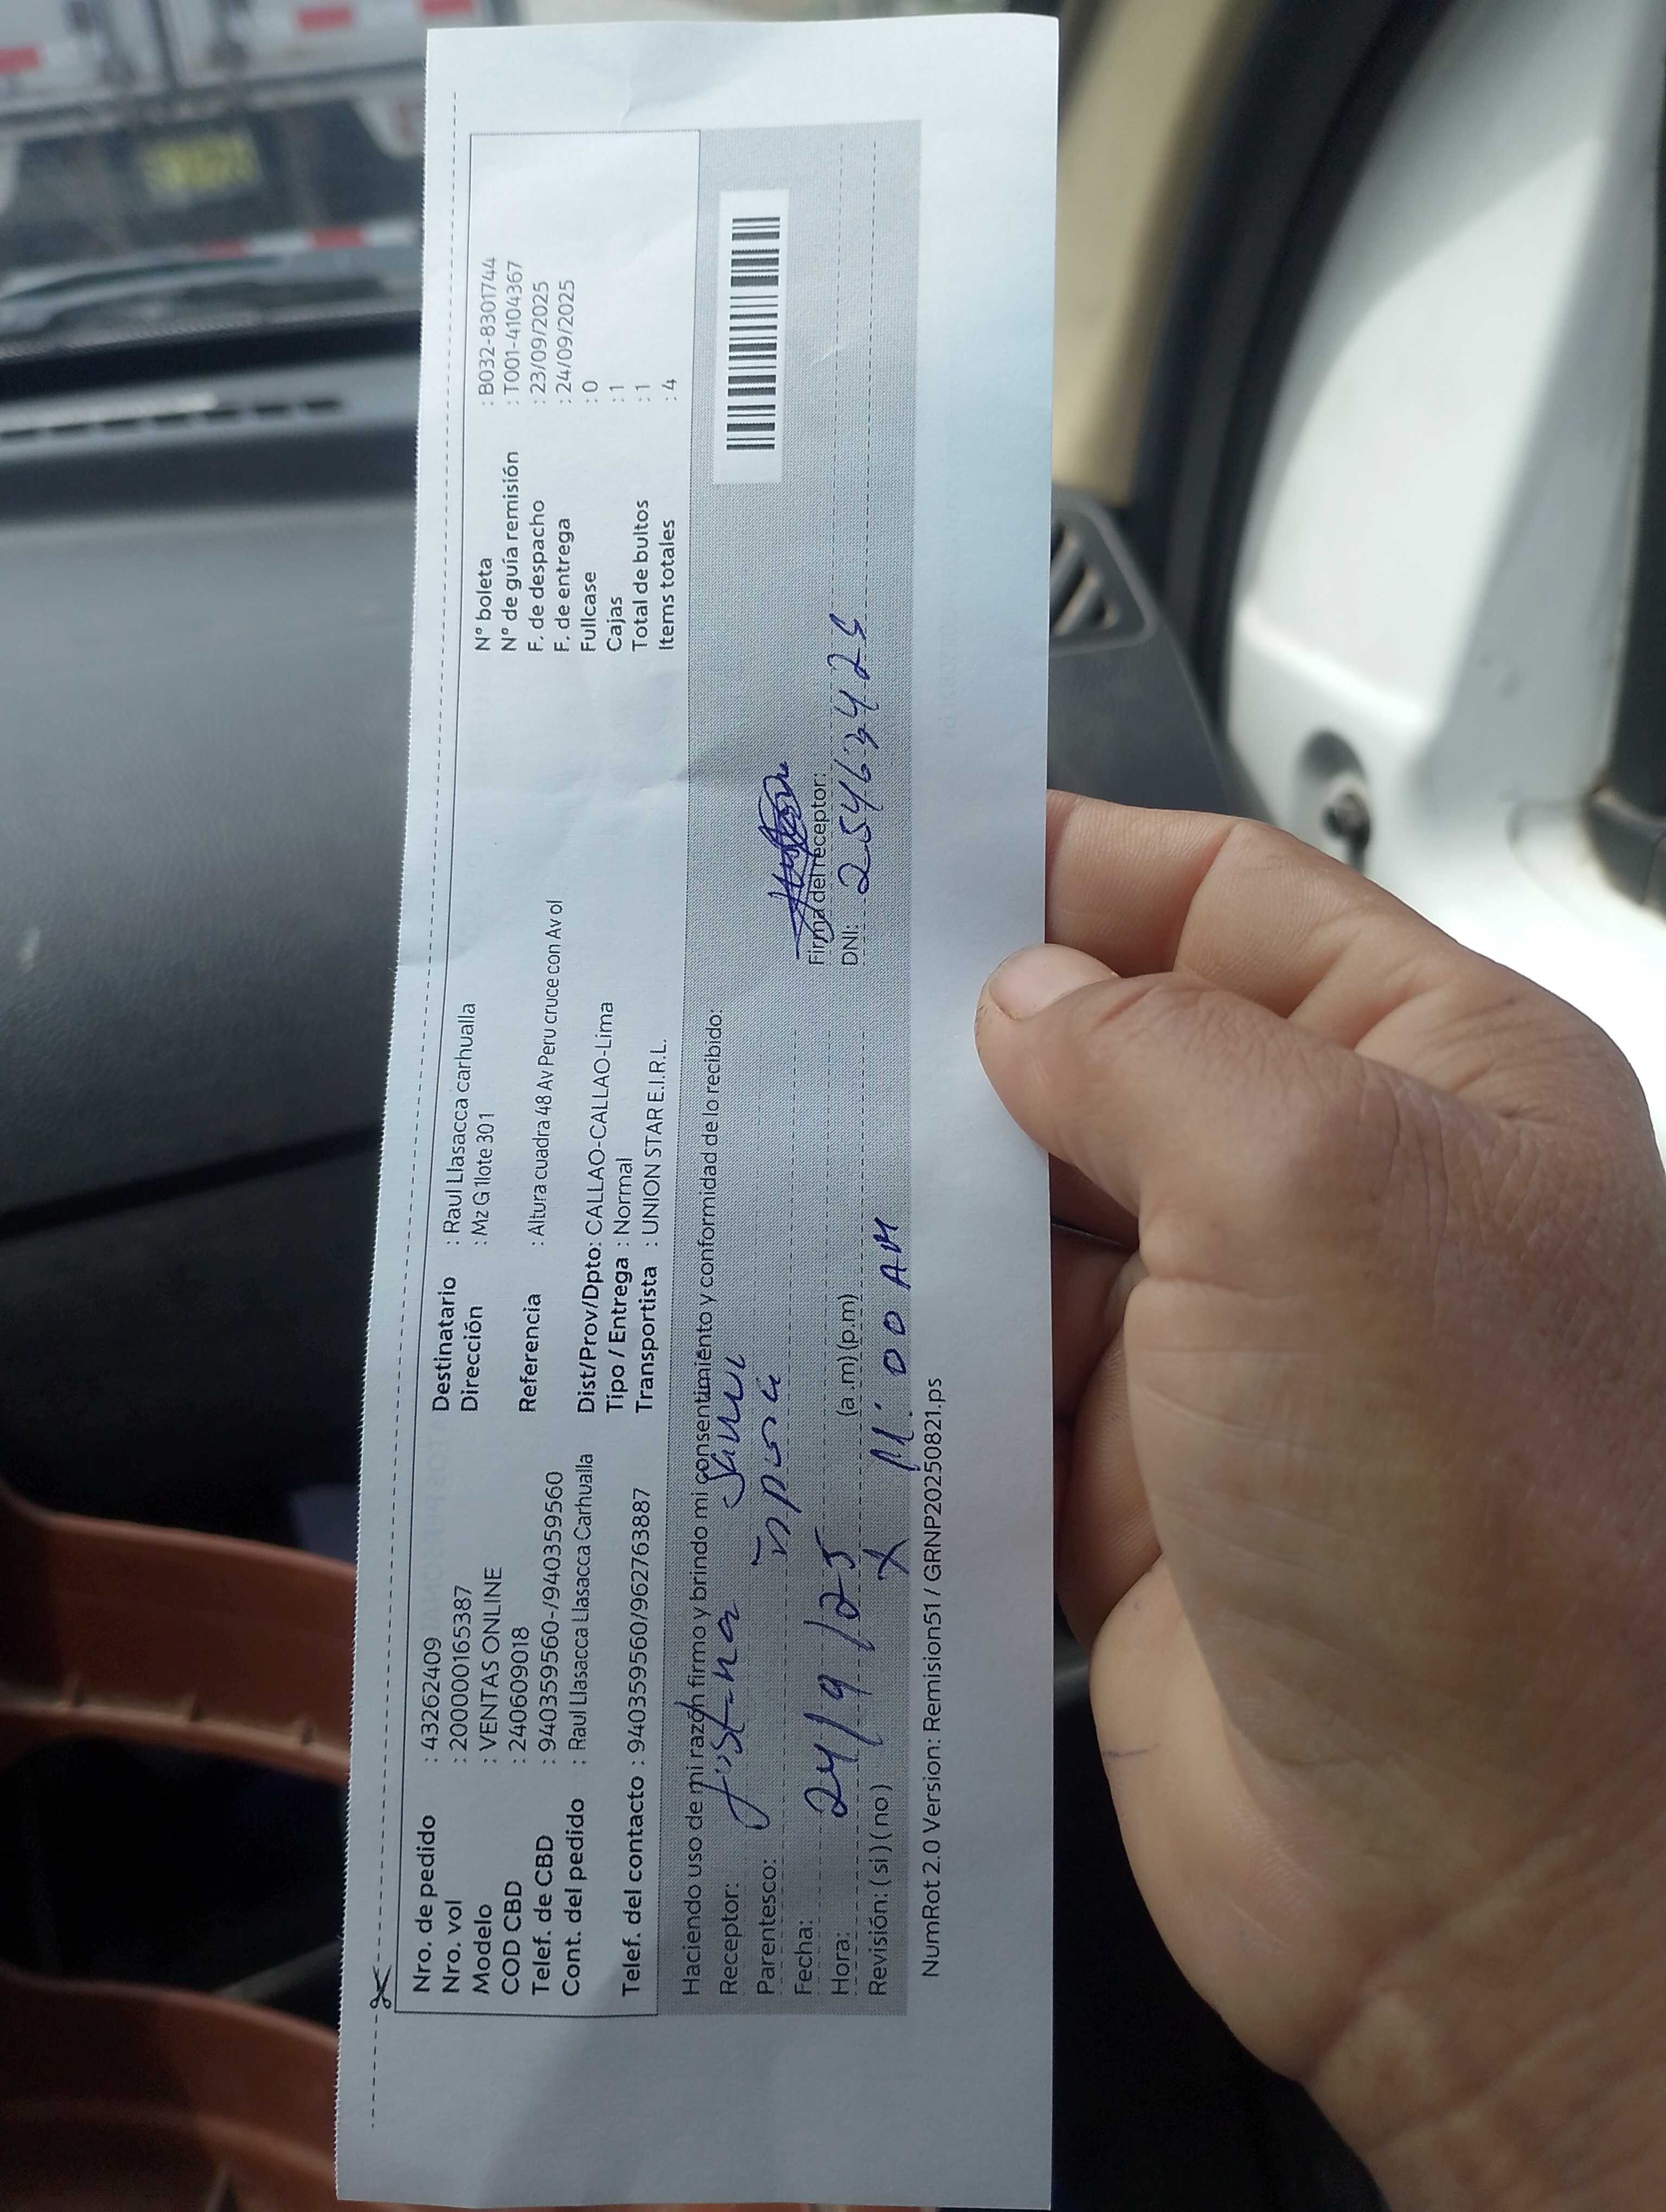 Nro. de pedido : 43262409
Nro. vol : 2000000165387
Modelo : VENTAS ONLINE
COD CBD : 240609018
Telef. de CBD : 940359560-/940359560
Cont. del pedido : Raul Llasacca Llasacca Carhualla
Telef. del contacto : 940359560/962763887
Destinatario : Raul Llasacca carhualla
Dirección : Mz G 1lote 30 1
Referencia : Altura cuadra 48 Av Peru cruce con Av ol
Dist/Prov/Dpto: CALLAO-CALLAO-Lima
Tipo / Entrega : Normal
Transportista : UNION STAR E.I.R.L.
N° boleta : B032-8301744
N° de guía remisión : T001-4104367
F. de despacho : 23/09/2025
F. de entrega : 24/09/2025
Fullcase : 0
Cajas : 1
Total de bultos : 1
Items totales : 4
Haciendo uso de mi razón firmo y brindo mi consentimiento y conformidad de lo recibido:
Receptor:
Parentesco:
Fecha: 24/9/25
Hora: (a.m) (p.m)
Revisión: ( si ) ( no ) X 11:00 AM
Firma del receptor:
DNI: 25463425
NumRot 2.0 Version: Remision51 / GRNP20250821.ps